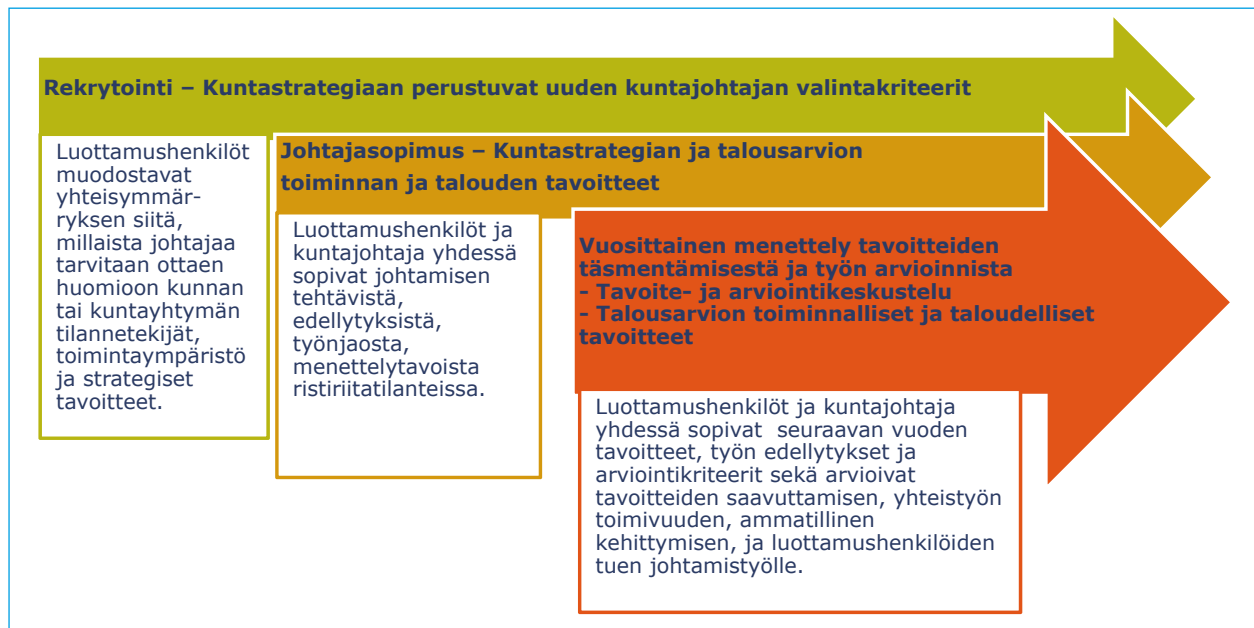 Rekrytointi – Kuntastrategiaan perustuvat uuden kuntajohtajan valintakriteerit
Luottamushenkilöt
muodostavat
yhteisymmär-
ryksen siitä,
millaista johtajaa
tarvitaan ottaen
huomioon kunnan
tai kuntayhtymän
tilannetekijät,
toimintaympäristö
ja strategiset
tavoitteet.
Johtajasopimus – Kuntastrategian ja talousarvion
toiminnan ja talouden tavoitteet
Luottamushenkilöt ja
kuntajohtaja yhdessä
sopivat johtamisen
tehtävistä,
edellytyksistä,
työnjaosta,
menettelytavoista
ristiriitatilanteissa.
Vuosittainen menettely tavoitteiden
täsmentämisestä ja työn arvioinnista
- Tavoite- ja arviointikeskustelu
- Talousarvion toiminnalliset ja taloudelliset
tavoitteet
Luottamushenkilöt ja kuntajohtaja
yhdessä sopivat  seuraavan vuoden
tavoitteet, työn edellytykset ja
arviointikriteerit sekä arvioivat
tavoitteiden saavuttamisen, yhteistyön
toimivuuden, ammatillinen
kehittymisen, ja luottamushenkilöiden
tuen johtamistyölle.